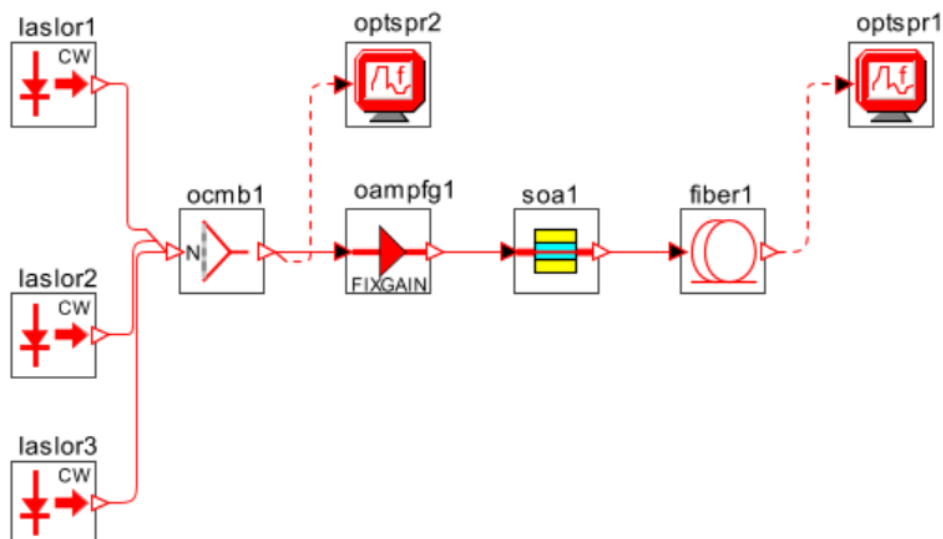 laslor1
CW
optspr2
f
optspr1
f
ocmb1
N
oampfg1
FIXGAIN
soa1
fiber1
laslor2
CW
laslor3
CW